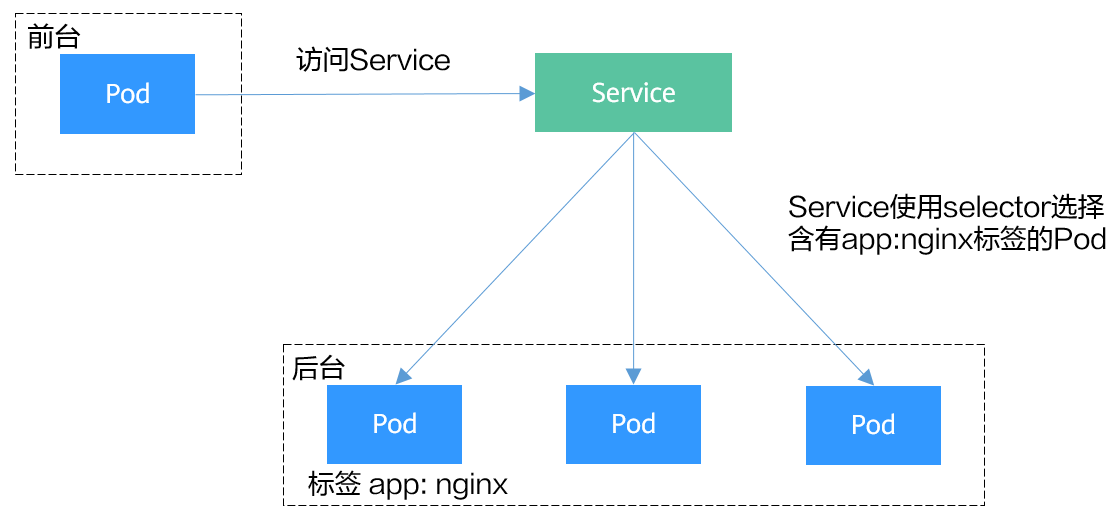 前台
Pod
访问Service
Service
Service使用selector选择
含有app:nginx标签的Pod
后台
Pod
Pod
Pod
标签 app: nginx